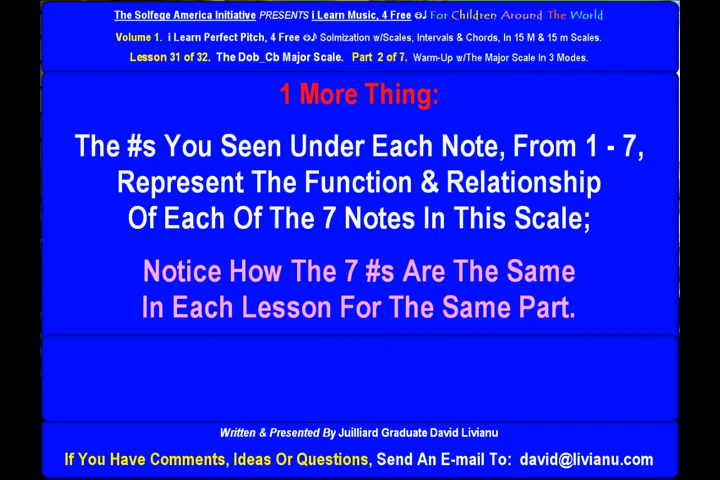 The Solfege America Initiative PRESENTS i Learn Music, 4 Free For Children Around The World
Volume 1. i Learn Perfect Pitch, 4 Free Solmization w/Scales, Intervals & Chords, In 15 M & 15 m Scales.
Lesson 31 of 32. The Dob_Cb Major Scale. Part 2 of 7. Warm-Up w/The Major Scale In 3 Modes.
1 More Thing:
The #s You Seen Under Each Note, From 1 - 7,
Represent The Function & Relationship
Of Each Of The 7 Notes In This Scale;
Notice How The 7 #s Are The Same
In Each Lesson For The Same Part.
Written & Presented By Juilliard Graduate David Livianu
If You Have Comments, Ideas Or Questions, Send An E-mail To: david@livianu.com